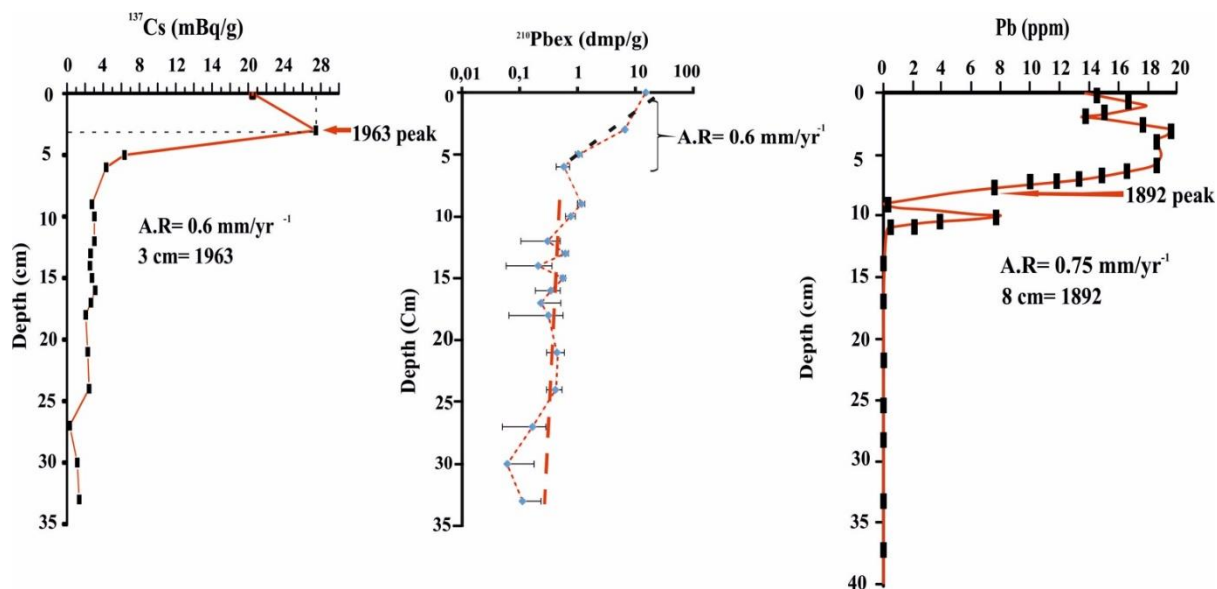 ¹³⁷Cs (mBq/g)
0 4 8 12 16 20 24 28
0
5
10
15
20
25
30
35
Depth (cm)
1963 peak
A.R= 0.6 mm/yr⁻¹
3 cm= 1963
²¹⁰Pbex (dmp/g)
0,01 0,1 1 10 100
0
5
10
15
20
25
30
35
Depth (Cm)
A.R= 0.6 mm/yr⁻¹
Pb (ppm)
0 2 4 6 8 10 12 14 16 18 20
0
5
10
15
20
25
30
35
40
Depth (cm)
1892 peak
A.R= 0.75 mm/yr⁻¹
8 cm= 1892